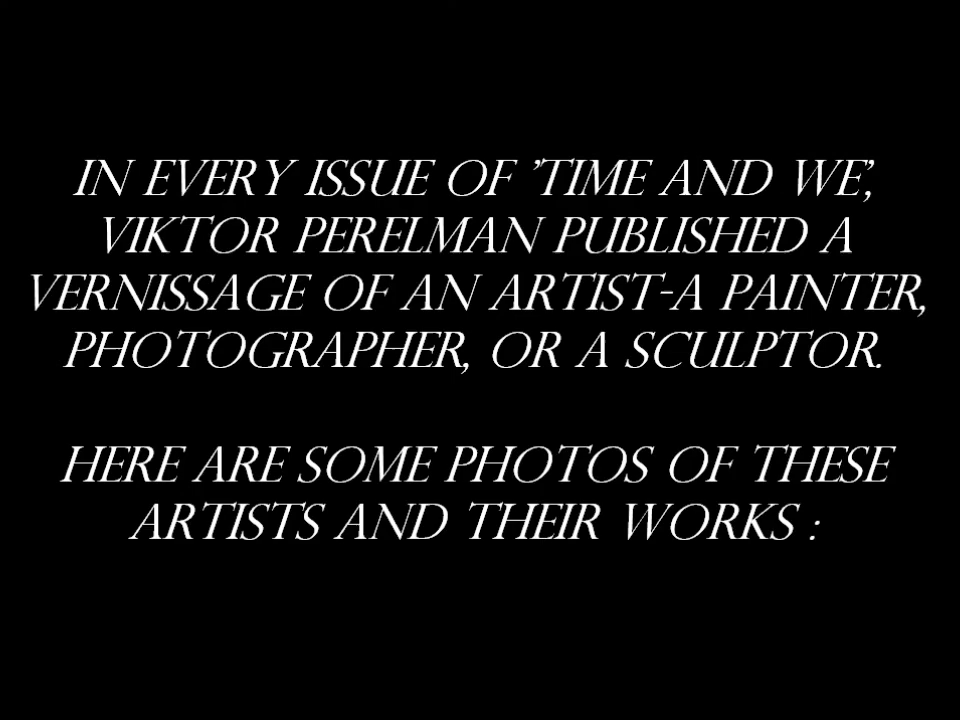 IN EVERY ISSUE OF 'TIME AND WE',
VIKTOR PERELMAN PUBLISHED A
VERNISSAGE OF AN ARTIST-A PAINTER,
PHOTOGRAPHER, OR A SCULPTOR.
HERE ARE SOME PHOTOS OF THESE
ARTISTS AND THEIR WORKS :